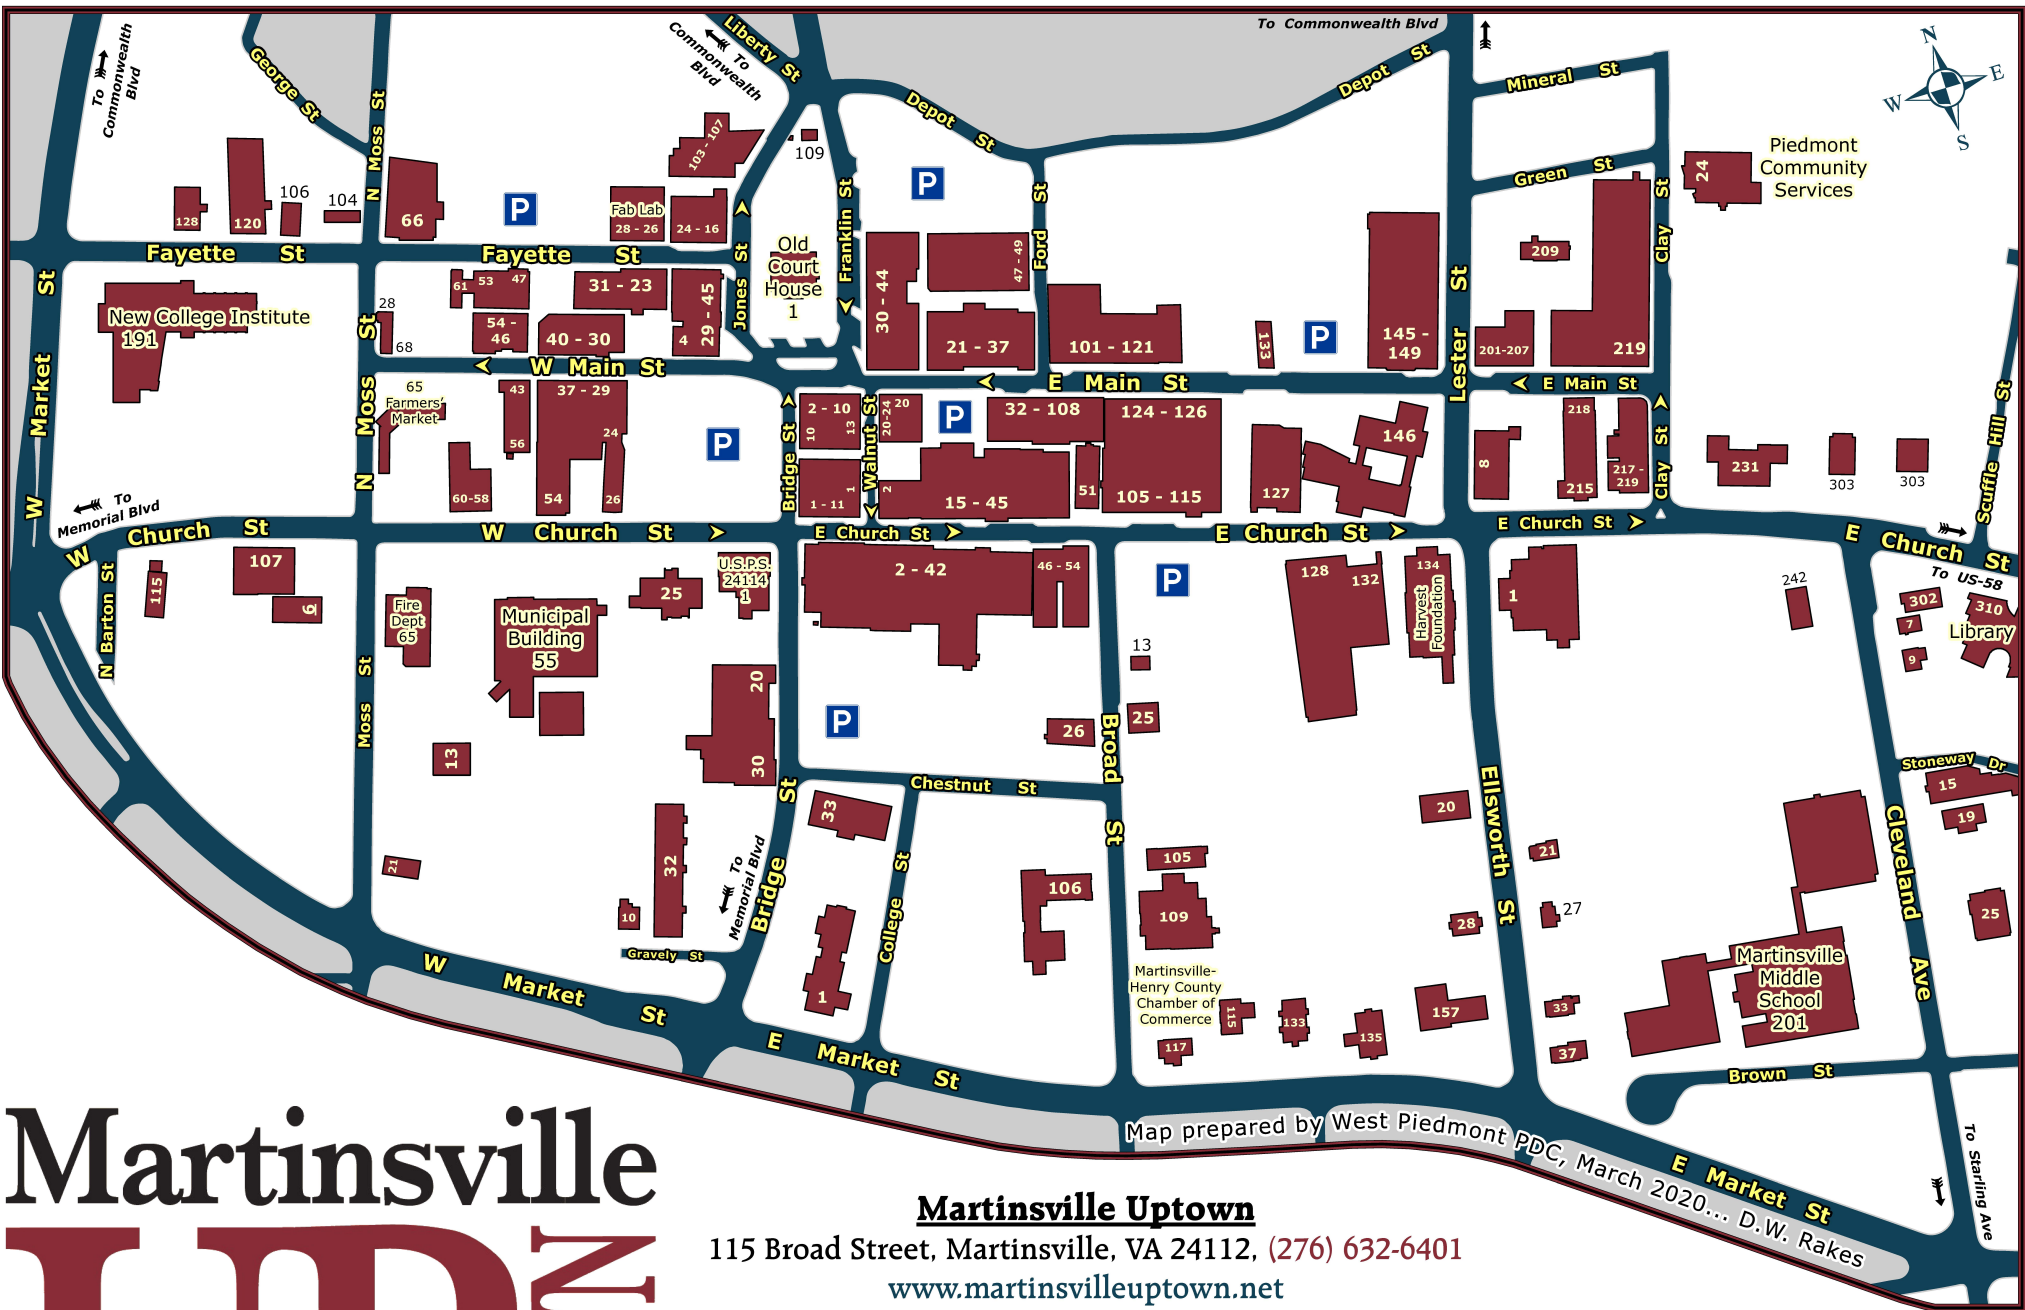 To Commonwealth Blvd
George St
N Moss St
To Commonwealth Blvd
Liberty St
To Commonwealth Blvd
Depot St
Depot St
Mineral St
Green St
N
E
S
W
Piedmont
Community
Services
24
128
120
106
104
66
P
Fab Lab
28 - 26
24 - 16
103 - 107
109
P
Franklin St
Ford St
Clay St
209
Fayette St
Fayette St
Jones St
Old
Court
House
1
30 - 44
47 - 49
21 - 37
101 - 121
133
P
145 -
149
Lester St
201-207
219
W Market St
New College Institute
191
28
68
61
53
47
54 -
46
31 - 23
40 - 30
29 - 45
4
N Moss St
W Main St
E Main St
E Main St
65
Farmers'
Market
43
56
37 - 29
24
54
26
60-58
P
Bridge St
2 - 10
10
13
1 - 11
1
Walnut St
20-24
20
P
2
15 - 45
32 - 108
51
124 - 126
105 - 115
127
146
8
218
215
217 -
219
Clay St
231
303
303
Scuffle Hill St
To
Memorial Blvd
W Church St
W Church St
E Church St
E Church St
E Church St
E Church St
To US-58
N Barton St
115
107
6
Fire
Dept
65
Municipal
Building
55
25
U.S.P.S.
24114
1
2 - 42
46 - 54
P
128
132
134
Harvest
Foundation
1
242
302
310
7
Library
9
Moss St
13
20
30
P
26
13
25
Broad St
Chestnut St
Stoneway Dr
15
19
21
32
10
To
Memorial Blvd
Bridge St
33
College St
1
106
105
109
20
Ellsworth St
21
27
28
Cleveland Ave
25
Gravely St
W Market St
E Market St
Martinsville-
Henry County
Chamber of
Commerce
115
117
133
135
157
33
37
Martinsville
Middle
School
201
Brown St
E Market St
To Starling Ave
Map prepared by West Piedmont PDC, March 2020... D.W. Rakes
Martinsville
UP
N
Martinsville Uptown
115 Broad Street, Martinsville, VA 24112, (276) 632-6401
www.martinsvilleuptown.net